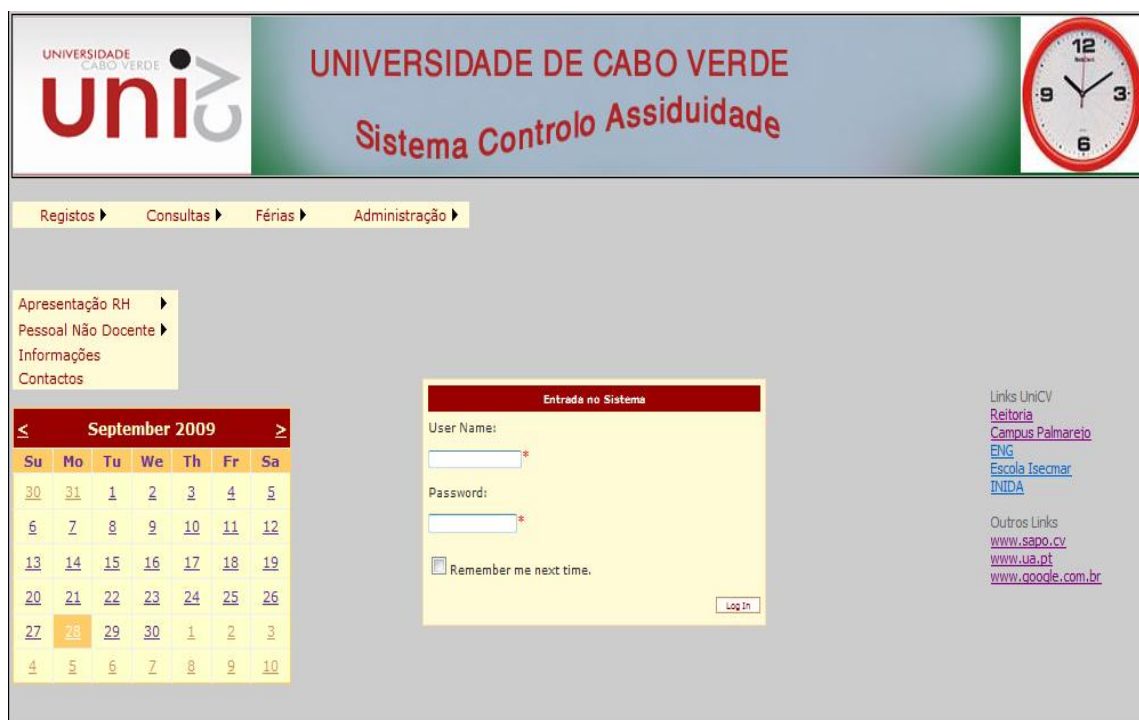 UNIVERSIDADE
CABO VERDE
uni
CV
UNIVERSIDADE DE CABO VERDE
Sistema Controlo Assiduidade
12
9
3
6
Registos Consultas Férias Administração
Apresentação RH
Pessoal Não Docente
Informações
Contactos
< September 2009 >
Su Mo Tu We Th Fr Sa
30 31 1 2 3 4 5
6 7 8 9 10 11 12
13 14 15 16 17 18 19
20 21 22 23 24 25 26
27 28 29 30 1 2 3
4 5 6 7 8 9 10
Entrada no Sistema
User Name:
*
Password:
*
Remember me next time.
Log In
Links UniCV
Reitoria
Campus Palmarejo
ENG
Escola Isecmar
INIDA
Outros Links
www.sapo.cv
www.ua.pt
www.google.com.br